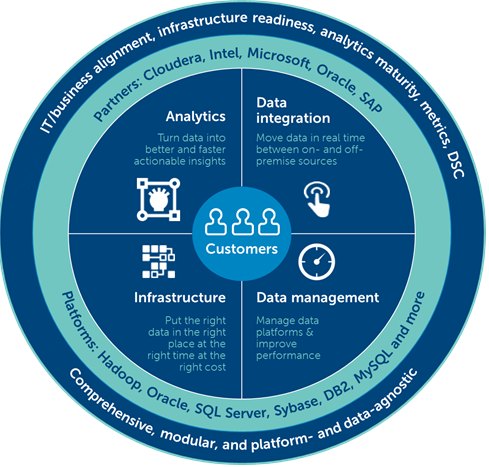 IT/business alignment, infrastructure readiness, analytics maturity, metrics, DSC
Partners: Cloudera, Intel, Microsoft, Oracle, SAP
Analytics
Turn data into
better and faster
actionable insights
Data
integration
Move data in real time
between on- and off-
premise sources
Customers
Infrastructure
Put the right
data in the right
place at the
right time at the
right cost
Data management
Manage data
platforms &
improve
performance
Platforms: Hadoop, Oracle, SQL Server, Sybase, DB2, MySQL and more
Comprehensive, modular, and platform- and data-agnostic